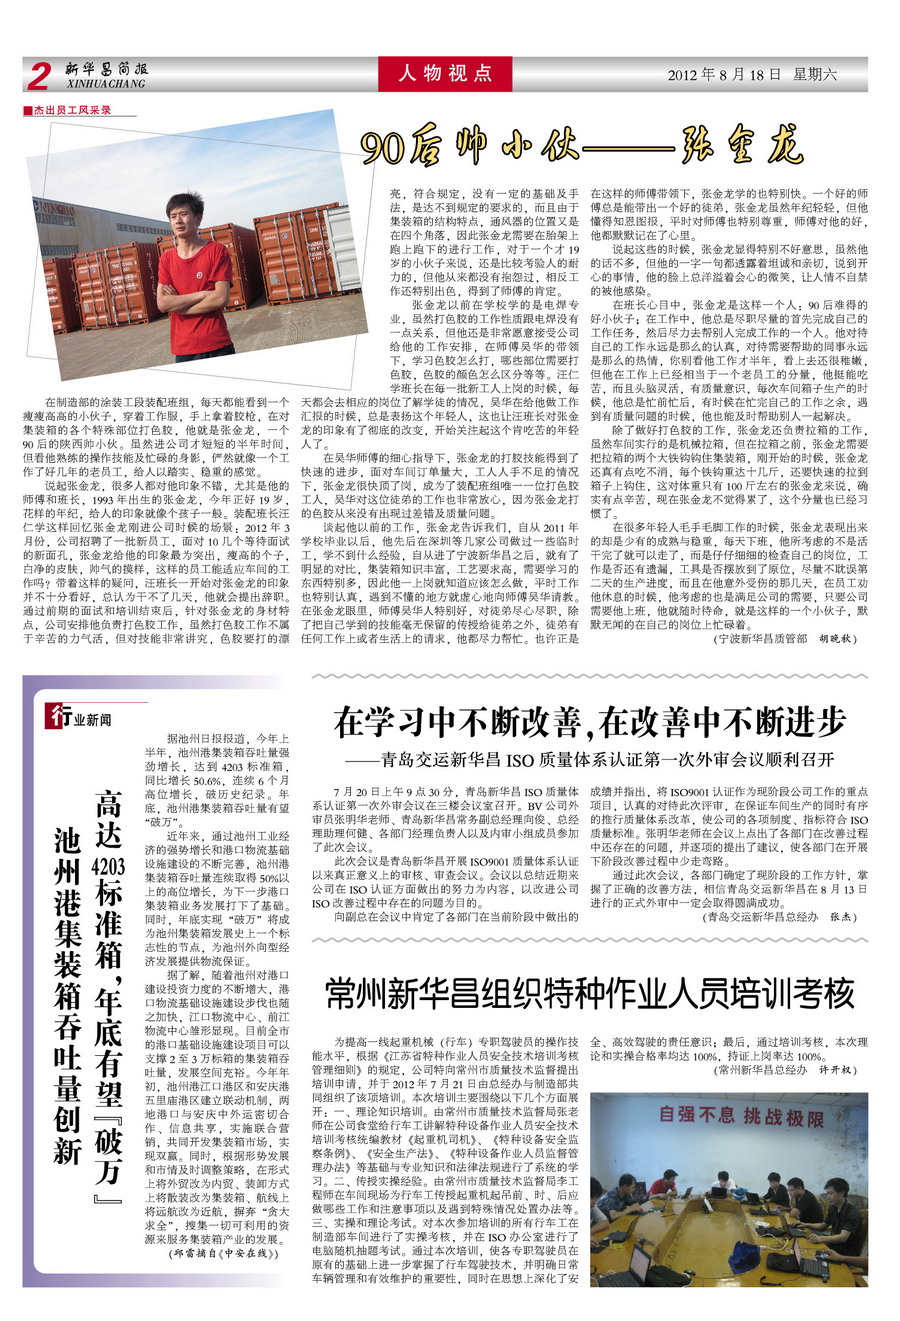 2
新华昌简报
XINHUACHANG
人物视点
2012 年 8 月 18 日 星期六
■杰出员工风采录
90后帅小伙——张金龙
在制造部的涂装工段装配班组，每天都能看到一个
瘦瘦高高的小伙子，穿着工作服，手上拿着胶枪，在对
集装箱的各个特殊部位打色胶，他就是张金龙，一个
90 后的陕西帅小伙。虽然进公司才短短的半年时间，
但看他熟练的操作技能及忙碌的身影，俨然就像一个工
作了好几年的老员工，给人以踏实、稳重的感觉。
说起张金龙，很多人都对他印象不错，尤其是他的
师傅和班长，1993 年出生的张金龙，今年正好 19 岁，
花样的年纪，给人的印象就像个孩子一般。装配班长汪
仁学这样回忆张金龙刚进公司时候的场景：2012 年 3
月份，公司招聘了一批新员工，面对 10 几个等待面试
的新面孔，张金龙给他的印象最为突出，瘦高的个子，
白净的皮肤，帅气的摸样，这样的员工能适应车间的工
作吗？带着这样的疑问，汪班长一开始对张金龙的印象
并不十分看好，总认为干不了几天，他就会提出辞职。
通过前期的面试和培训结束后，针对张金龙的身材特
点，公司安排他负责打色胶工作，虽然打色胶工作不属
于辛苦的力气活，但对技能非常讲究，色胶要打的漂
亮，符合规定，没有一定的基础及手
法，是达不到规定的要求的，而且由于
集装箱的结构特点，通风器的位置又是
在四个角落，因此张金龙需要在胎架上
跑上跑下的进行工作，对于一个才 19
岁的小伙子来说，还是比较考验人的耐
力的，但他从来都没有抱怨过，相反工
作还特别出色，得到了师傅的肯定。
张金龙以前在学校学的是电焊专
业，虽然打色胶的工作性质跟电焊没有
一点关系，但他还是非常愿意接受公司
给他的工作安排，在师傅吴华的带领
下，学习色胶怎么打，哪些部位需要打
色胶，色胶的颜色怎么区分等等。汪仁
学班长在每一批新工人上岗的时候，每
天都会去相应的岗位了解学徒的情况，吴华在给他做工作
汇报的时候，总是表扬这个年轻人，这也让汪班长对张金
龙的印象有了彻底的改变，开始关注起这个肯吃苦的年轻
人了。
在吴华师傅的细心指导下，张金龙的打胶技能得到了
快速的进步，面对车间订单量大，工人人手不足的情况
下，张金龙很快顶了岗，成为了装配班组唯一一位打色胶
工人，吴华对这位徒弟的工作也非常放心，因为张金龙打
的色胶从来没有出现过差错及质量问题。
谈起他以前的工作，张金龙告诉我们，自从 2011 年
学校毕业以后，他先后在深圳等几家公司做过一些临时
工，学不到什么经验，自从进了宁波新华昌之后，就有了
明显的对比，集装箱知识丰富，工艺要求高，需要学习的
东西特别多，因此他一上岗就知道应该怎么做，平时工作
也特别认真，遇到不懂的地方就虚心地向师傅吴华请教。
在张金龙眼里，师傅吴华人特别好，对徒弟尽心尽职，除
了把自己学到的技能毫无保留的传授给徒弟之外，徒弟有
任何工作上或者生活上的请求，他都尽力帮忙。也许正是
在这样的师傅带领下，张金龙学的也特别快。一个好的师
傅总是能带出一个好的徒弟，张金龙虽然年纪轻轻，但他
懂得知恩图报，平时对师傅也特别尊重，师傅对他的好，
他都默默记在了心里。
说起这些的时候，张金龙显得特别不好意思，虽然他
的话不多，但他的一字一句都透露着坦诚和亲切，说到开
心的事情，他的脸上总洋溢着会心的微笑，让人情不自禁
的被他感染。
在班长心目中，张金龙是这样一个人：90 后难得的
好小伙子；在工作中，他总是尽职尽量的首先完成自己的
工作任务，然后尽力去帮别人完成工作的一个人。他对待
自己的工作永远是那么的认真，对待需要帮助的同事永远
是那么的热情，你别看他工作才半年，看上去还很稚嫩，
但他在工作上已经相当于一个老员工的分量，他挺能吃
苦，而且头脑灵活，有质量意识，每次车间箱子生产的时
候，他总是忙前忙后，有时候在忙完自己的工作之余，遇
到有质量问题的时候，他也能及时帮助别人一起解决。
除了做好打色胶的工作，张金龙还负责拉箱的工作，
虽然车间实行的是机械拉箱，但在拉箱之前，张金龙需要
把拉箱的两个大铁钩钩住集装箱，刚开始的时候，张金龙
还真有点吃不消，每个铁钩重达十几斤，还要快速的拉到
箱子上钩住，这对体重只有 100 斤左右的张金龙来说，确
实有点辛苦，现在张金龙不觉得累了，这个分量也已经习
惯了。
在很多年轻人毛手毛脚工作的时候，张金龙表现出来
的却是少有的成熟与稳重，每天下班，他所考虑的不是活
干完了就可以走了，而是仔仔细细的检查自己的岗位，工
作是否还有遗漏，工具是否摆放到了原位，尽量不耽误第
二天的生产进度，而且在他意外受伤的那几天，在员工劝
他休息的时候，他考虑的也是满足公司的需要，只要公司
需要他上班，他就随时待命，就是这样的一个小伙子，默
默无闻的在自己的岗位上忙碌着。
（宁波新华昌质管部 胡晚秋）
行业新闻
高达 4203 标准箱，年底有望『破万』
池州港集装箱吞吐量创新
据池州日报报道，今年上
半年，池州港集装箱吞吐量强
劲增长，达到 4203 标准箱，
同比增长 50.6%，连续 6 个月
高位增长，破历史纪录。年
底，池州港集装箱吞吐量有望
“破万”。
近年来，通过池州工业经
济的强势增长和港口物流基础
设施建设的不断完善，池州港
集装箱吞吐量连续取得 50%以
上的高位增长，为下一步港口
集装箱业务发展打下了基础。
同时，年底实现“破万”将成
为池州集装箱发展史上一个标
志性的节点，为池州外向型经
济发展提供物流保证。
据了解，随着池州对港口
建设投资力度的不断增大，港
口物流基础设施建设步伐也随
之加快，江口物流中心、前江
物流中心雏形显现。目前全市
的港口基础设施建设项目可以
支撑 2 至 3 万标箱的集装箱吞
吐量，发展空间充裕。今年年
初，池州港江口港区和安庆港
五里庙港区建立联动机制，两
地港口与安庆中外运密切合
作、信息共享，实施联合营
销，共同开发集装箱市场，实
现双赢。同时，根据形势发展
和市情及时调整策略，在形式
上将外贸改为内贸、装卸方式
上将散装改为集装箱、航线上
将远航改为近航，摒弃“贪大
求全”，搜集一切可利用的资
源来服务集装箱产业的发展。
（邱雷摘自《中安在线》）
在学习中不断改善，在改善中不断进步
——青岛交运新华昌 ISO 质量体系认证第一次外审会议顺利召开
7 月 20 日上午 9 点 30 分，青岛新华昌 ISO 质量体
系认证第一次外审会议在三楼会议室召开。BV 公司外
审员张明华老师、青岛新华昌常务副总经理向俊、总经
理助理何健、各部门经理负责人以及内审小组成员参加
了此次会议。
此次会议是青岛新华昌开展 ISO9001 质量体系认证
以来真正意义上的审核、审查会议。会议以总结近期来
公司在 ISO 认证方面做出的努力为内容，以改进公司
ISO 改善过程中存在的问题为目的。
向副总在会议中肯定了各部门在当前阶段中做出的
成绩并指出，将 ISO9001 认证作为现阶段公司工作的重点
项目，认真的对待此次评审，在保证车间生产的同时有序
的推行质量体系改革，使公司的各项制度、指标符合 ISO
质量标准。张明华老师在会议上点出了各部门在改善过程
中还存在的问题，并逐项的提出了建议，使各部门在开展
下阶段改善过程中少走弯路。
通过此次会议，各部门确定了现阶段的工作方针，掌
握了正确的改善方法，相信青岛交运新华昌在 8 月 13 日
进行的正式外审中一定会取得圆满成功。
（青岛交运新华昌总经办 张杰）
常州新华昌组织特种作业人员培训考核
为提高一线起重机械（行车）专职驾驶员的操作技
能水平，根据《江苏省特种作业人员安全技术培训考核
管理细则》的规定，公司特向常州市质量技术监督提出
培训申请，并于 2012 年 7 月 21 日由总经办与制造部共
同组织了该项培训。本次培训主要围绕以下几个方面展
开：一、理论知识培训。由常州市质量技术监督局张老
师在公司食堂给行车工讲解特种设备作业人员安全技术
培训考核统编教材《起重机司机》、《特种设备安全监
察条例》、《安全生产法》、《特种设备作业人员监督管
理办法》等基础与专业知识和法律法规进行了系统的学
习。二、传授实操经验。由常州市质量技术监督局李工
程师在车间现场为行车工传授起重机起吊前、时、后应
做哪些工作和注意事项以及遇到特殊情况处置办法等。
三、实操和理论考试。对本次参加培训的所有行车工在
制造部车间进行了实操考核，并在 ISO 办公室进行了
电脑随机抽题考试。通过本次培训，使各专职驾驶员在
原有的基础上进一步掌握了行车驾驶技术，并明确日常
车辆管理和有效维护的重要性，同时在思想上深化了安
全、高效驾驶的责任意识；最后，通过培训考核，本次理
论和实操合格率均达 100%，持证上岗率达 100%。
（常州新华昌总经办 许开权）
自强不息 挑战极限